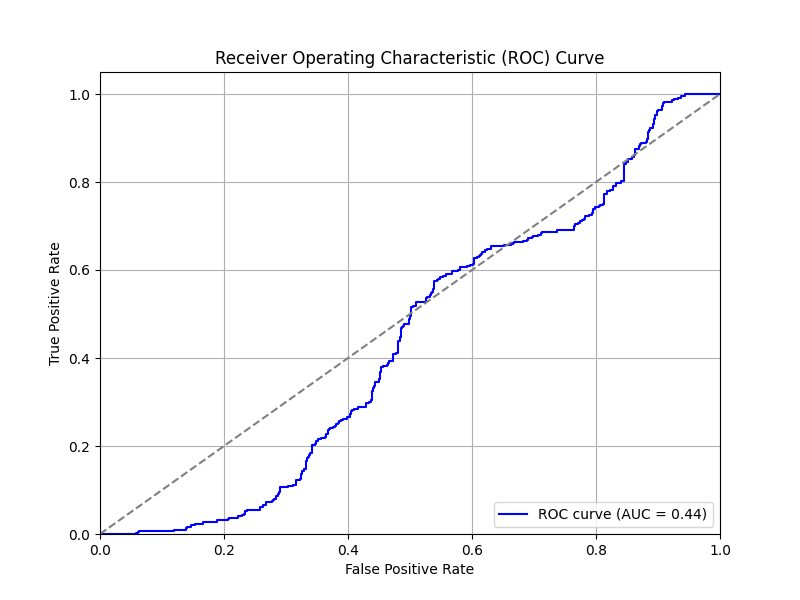 Receiver Operating Characteristic (ROC) Curve
True Positive Rate
1.0
0.8
0.6
0.4
0.2
0.0
ROC curve (AUC = 0.44)
0.0 0.2 0.4 0.6 0.8 1.0
False Positive Rate